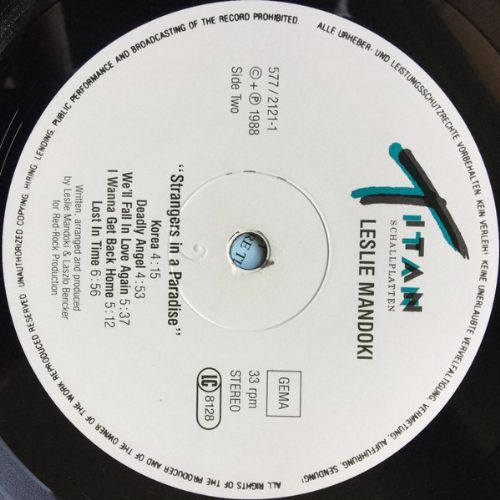 TITAN
SCHALLPLATTEN
LESLIE MANDOKI
577 / 2121-1
© + ℗ 1988
Side Two
GEMA
33 rpm
STEREO
LC 8128
"Strangers in a Paradise"
Korea 4:15
Deadly Angel 4:53
We'll Fall In Love Again 5:37
I Wanna Get Back Home 5:12
Lost In Time 6:56
Written, arranged and produced
by Leslie Mandoki & Laszlo Bencker
for Red-Rock Production
ALLE URHEBER- UND LEISTUNGSSCHUTZRECHTE VORBEHALTEN. KEIN VERLEIH! KEINE UNERLAUBTE VERVIELFÄLTIGUNG, VERMIETUNG, AUFFÜHRUNG, SENDUNG!
ALL RIGHTS OF THE PRODUCER AND OF THE OWNER OF THE WORK REPRODUCED RESERVED. UNAUTHORIZED COPYING, HIRING, LENDING, PUBLIC PERFORMANCE AND BROADCASTING OF THE RECORD PROHIBITED.